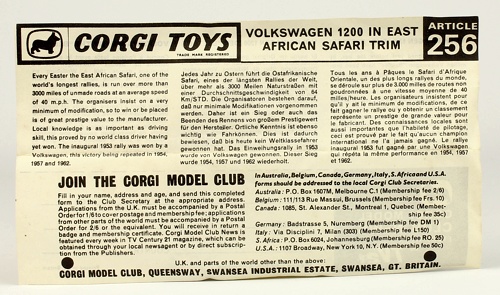 CORGI TOYS
TRADE MARK REGISTERED
VOLKSWAGEN 1200 IN EAST
AFRICAN SAFARI TRIM
ARTICLE
256
Every Easter the East African Safari, one of the
world's longest rallies, is run over more than
3000 miles of unmade roads at an average speed
of 40 m.p.h. The organisers insist on a very
minimum of modification, so to win or be placed
is of great prestige value to the manufacturer.
Local knowledge is as important as driving
skill, this proved by no world class driver having
yet won. The inaugural 1953 rally was won by a
Volkswagen, this victory being repeated in 1954,
1957 and 1962.
Jedes Jahr zu Ostern führt die Ostafrikanische
Safari, eines der längsten Rallies der Welt,
über mehr als 3000 Meilen Naturstraßen mit
einer Durchschnittsgeschwindigkeit von 64
Km/STD. Die Organisatoren bestehen darauf,
daß nur minimale Modifikationen vorgenommen
werden. Daher ist ein Sieg oder auch das
Beenden des Rennens von großem Prestigewert
für den Hersteller. Örtliche Kenntnis ist ebenso
wichtig wie Fahrkönnen. Dies ist dadurch
bewiesen, daß bis heute kein Weltklassefahrer
gewonnen hat. Das Einweihungsrally in 1953
wurde von Volkswagen gewonnen. Dieser Sieg
wurde 1954, 1957 und 1962 wiederholt.
Tous les ans à Pâques le Safari d'Afrique
Orientale, un des plus longs rallyes du monde,
se déroule sur plus de 3.000 miles de routes non
goudronnées à une vitesse moyenne de 40
miles/heure. Les organisateurs insistent pour
qu'il y ait le minimum de modifications, de ce
fait gagner le rallye ou y obtenir un classement
représente un prestige de grande valeur pour
le fabricant. Des connaissances locales sont
aussi importantes que l'habileté de pilotage,
ceci est prouvé par le fait qu'aucun champion
international ne l'a jamais gagné. Le rallye
inaugural 1953 fut gagné par une Volkswagen
qui répéta la même performance en 1954, 1957
et 1962.
JOIN THE CORGI MODEL CLUB
Fill in your name, address and age, and send this completed
form to the Club Secretary at the appropriate address.
Applications from the U.K. must be accompanied by a Postal
Order for 1/6 to cover postage and membership fee; applications
from other parts of the world must be accompanied by a Postal
Order for 2/6 or the equivalent. You will receive in return a
badge and membership certificate. Corgi Model Club News is
featured every week in TV Century 21 magazine, which can be
obtained through your local newsagent or by direct subscription
from the Publishers.
In Australia, Belgium, Canada, Germany, Italy, S. Africa and U.S.A.
forms should be addressed to the local Corgi Club Secretary.
Australia: P.O. Box 1607M, Melbourne C.1 (Membership fee 2/6)
Belgium: 111/113 Rue Massui, Brussels (Membership Fee Frs. 10)
Canada: 1085, St. Alexander St., Montreal 1, Quebec (Membership
fee 35c)
Germany: Badstrasse 5, Nuremberg (Membership fee DM 1)
Italy: Via Disciplini 7, Milan (303) (Membership fee L150)
S. Africa: P.O. Box 6024, Johannesburg (Membership fee RO. 25)
U.S.A.: 1107 Broadway, New York 10, N.Y. (Membership fee 50c)
U.K. and parts of the world other than the above:
CORGI MODEL CLUB, QUEENSWAY, SWANSEA INDUSTRIAL ESTATE, SWANSEA, GT. BRITAIN.